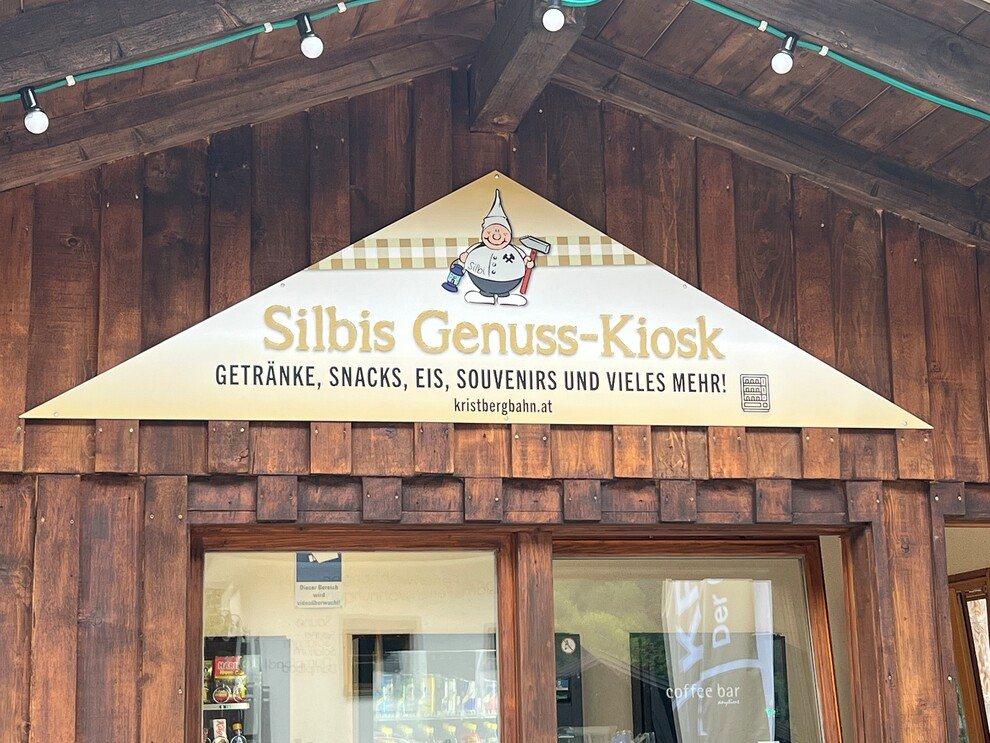 Silbi
Silbis Genuss-Kiosk
GETRÄNKE, SNACKS, EIS, SOUVENIRS UND VIELES MEHR!
kristbergbahn.at
Dieser Bereich
wird
videoüberwacht!
coffee bar
anytime
Der